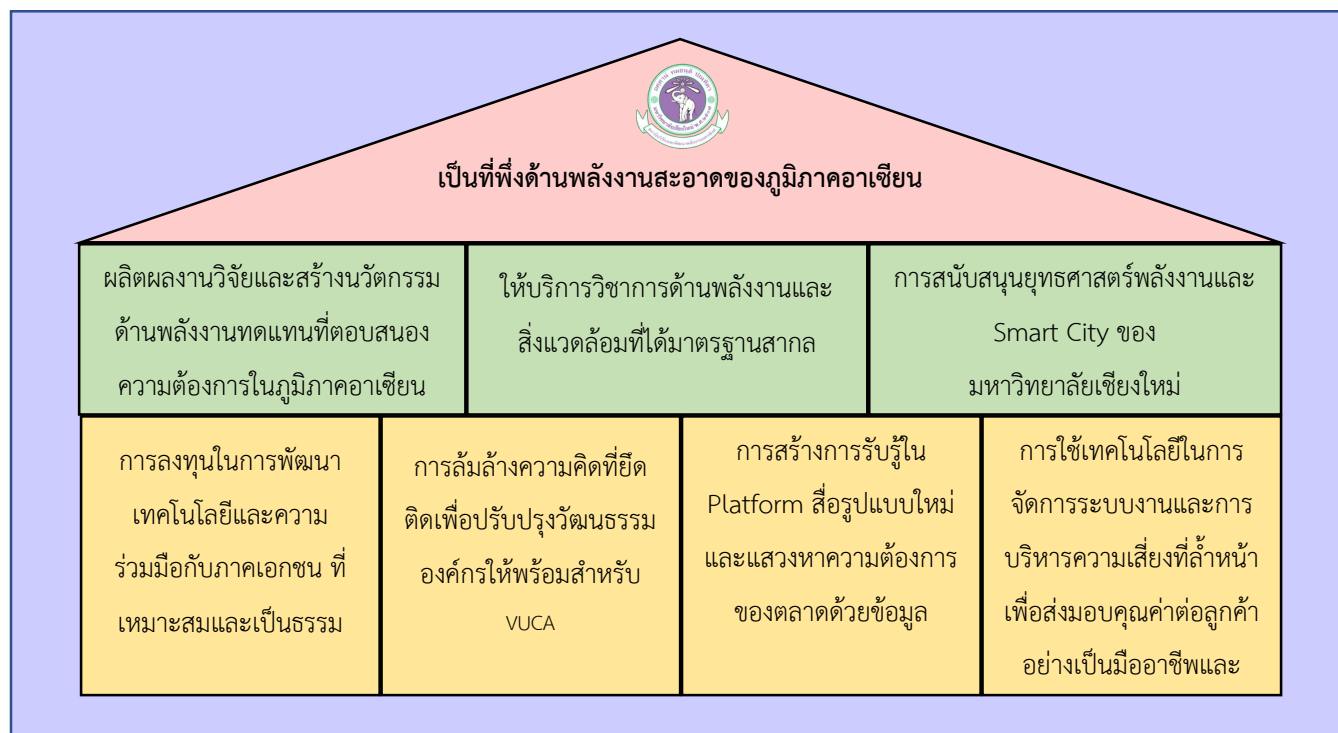 เป็นที่พึ่งด้านพลังงานสะอาดของภูมิภาคอาเซียน
ผลิตผลงานวิจัยและสร้างนวัตกรรม
ด้านพลังงานทดแทนที่ตอบสนอง
ความต้องการในภูมิภาคอาเซียน
ให้บริการวิชาการด้านพลังงานและ
สิ่งแวดล้อมที่ได้มาตรฐานสากล
การสนับสนุนยุทธศาสตร์พลังงานและ
Smart City ของ
มหาวิทยาลัยเชียงใหม่
การลงทุนในการพัฒนา
เทคโนโลยีและความ
ร่วมมือกับภาคเอกชน ที่
เหมาะสมและเป็นธรรม
การล้มล้างความคิดที่ยึด
ติดเพื่อปรับปรุงวัฒนธรรม
องค์กรให้พร้อมสำหรับ
VUCA
การสร้างการรับรู้ใน
Platform สื่อรูปแบบใหม่
และแสวงหาความต้องการ
ของตลาดด้วยข้อมูล
การใช้เทคโนโลยีในการ
จัดการระบบงานและการ
บริหารความเสี่ยงที่ล้ำหน้า
เพื่อส่งมอบคุณค่าต่อลูกค้า
อย่างเป็นมืออาชีพและ